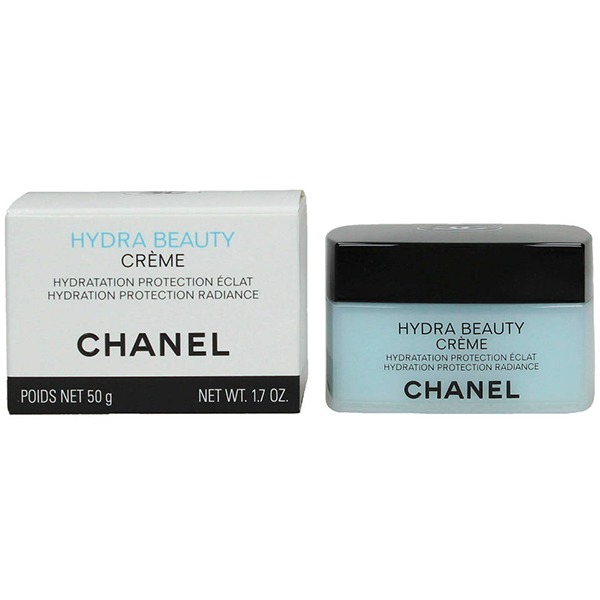 HYDRA BEAUTY
CRÈME
HYDRATATION PROTECTION ÉCLAT
HYDRATION PROTECTION RADIANCE
CHANEL
POIDS NET 50 g NET WT. 1.7 OZ.
HYDRA BEAUTY
CRÈME
HYDRATATION PROTECTION ÉCLAT
HYDRATION PROTECTION RADIANCE
CHANEL